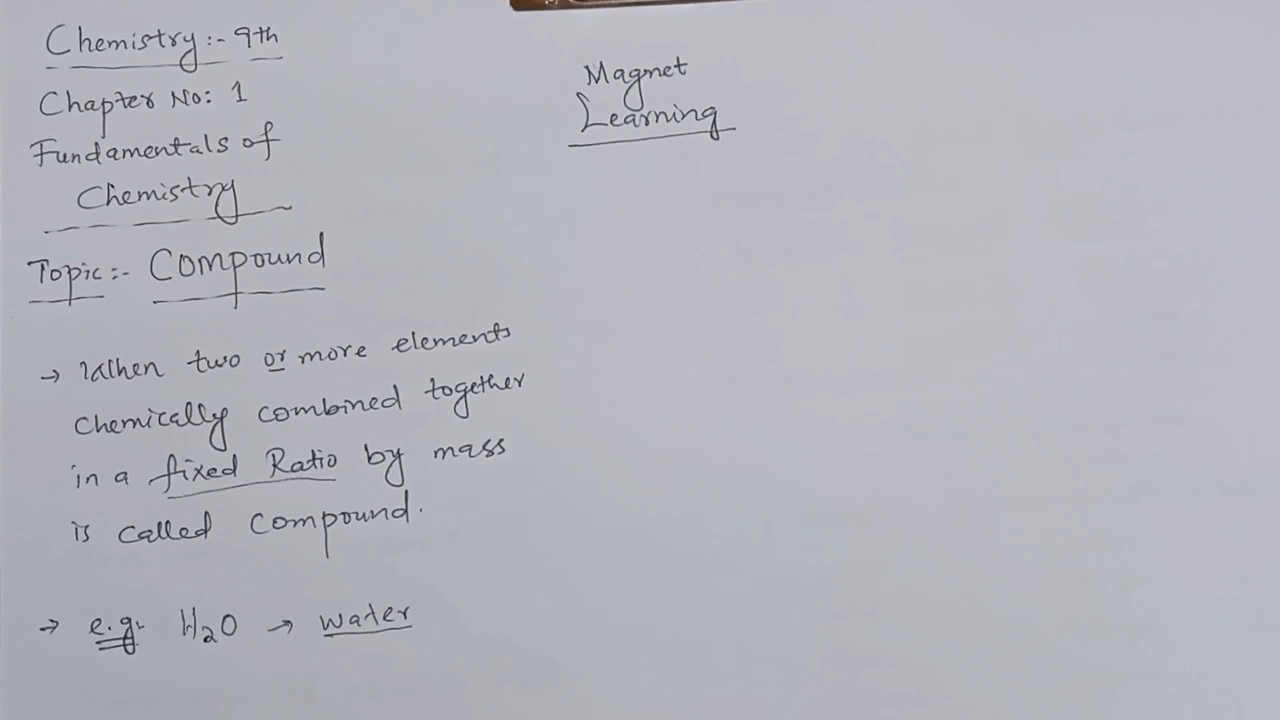 Chemistry:- 9th
Chapter No: 1
Fundamentals of
Chemistry
Topic:- Compound
→ When two or more elements
chemically combined together
in a fixed Ratio by mass
is called compound.
→ e.g. H₂O → water
Magnet
Learning